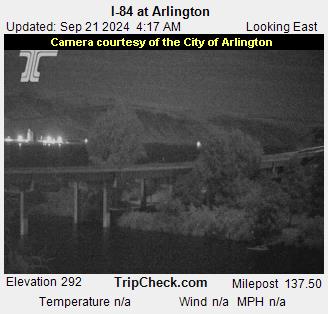 I-84 at Arlington
Updated: Sep 21 2024 4:17 AM Looking East
Camera courtesy of the City of Arlington
Elevation 292 TripCheck.com Milepost 137.50
Temperature n/a Wind n/a MPH n/a